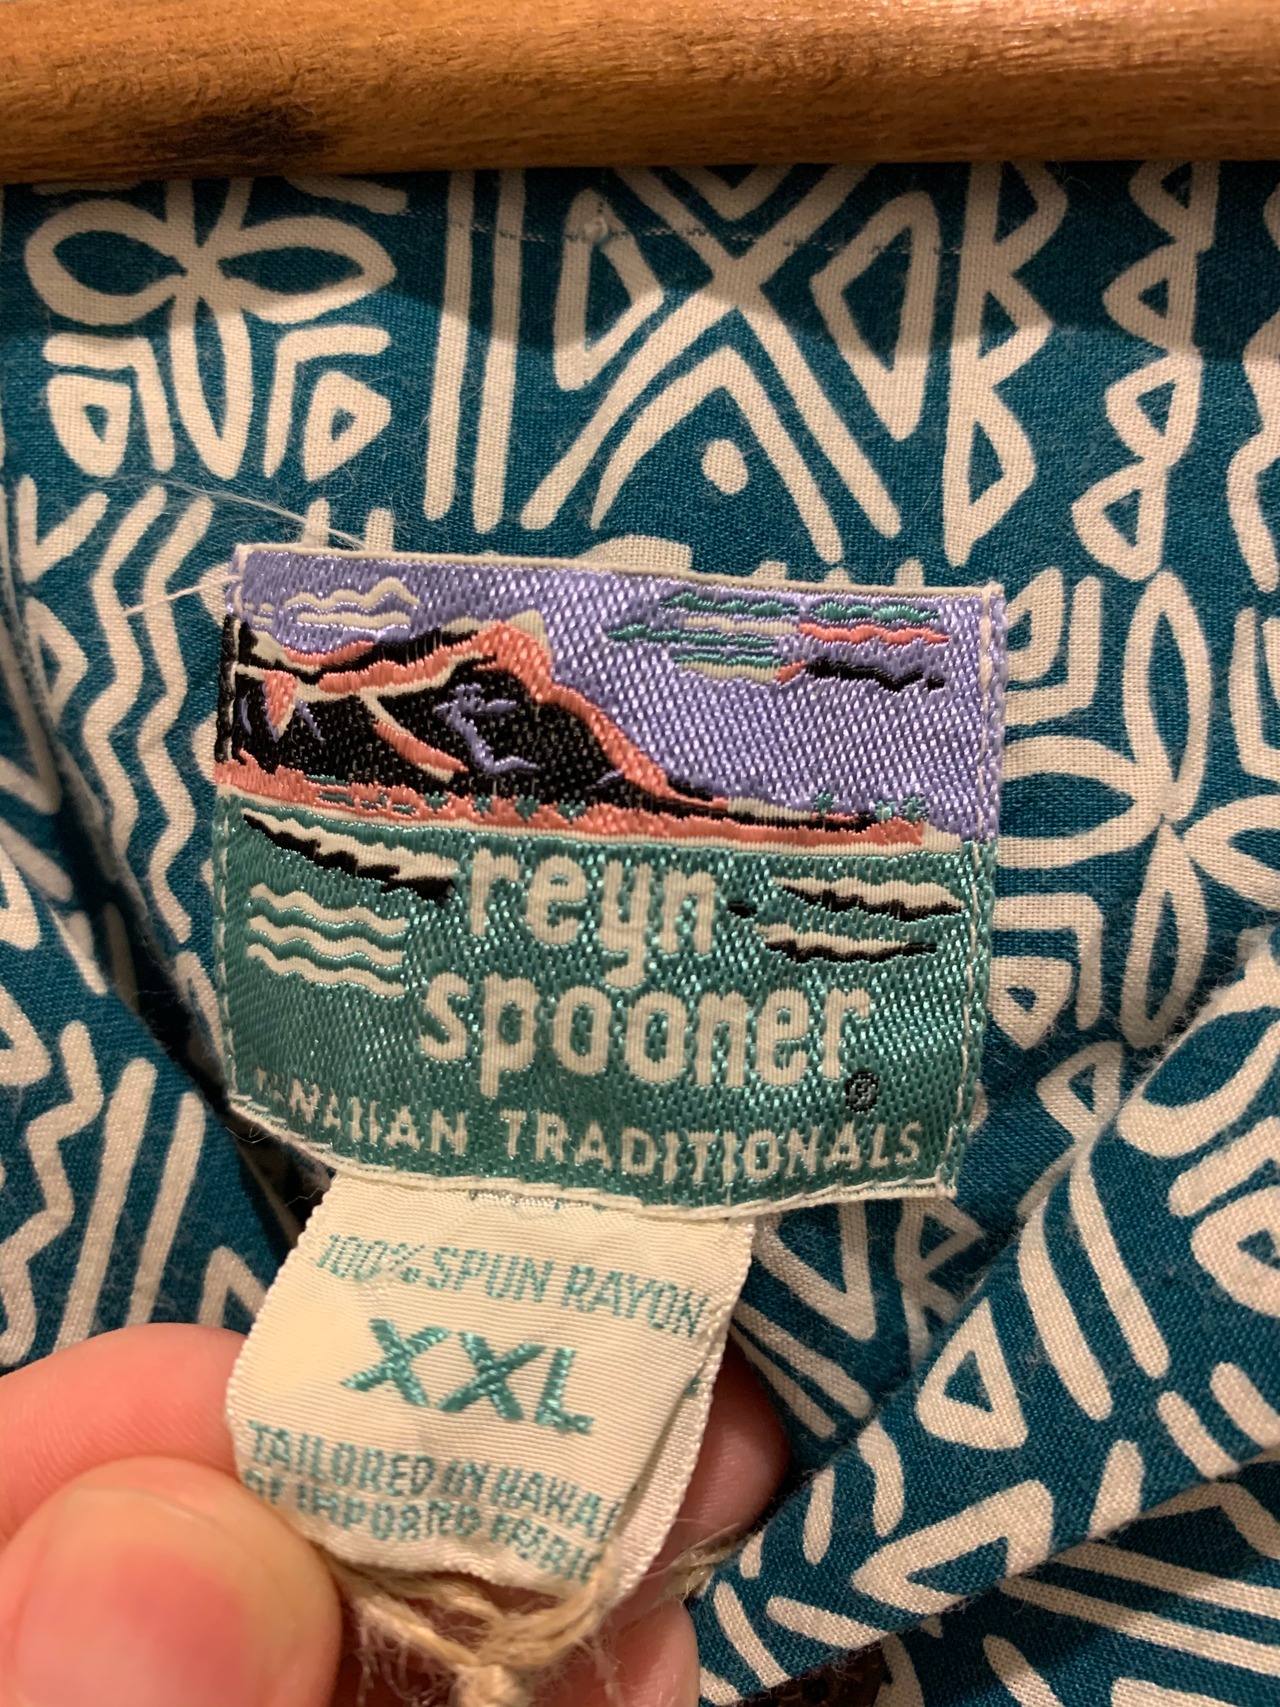 reyn
spooner®
HAWAIIAN TRADITIONALS
100% SPUN RAYON
XXL
TAILORED IN HAWAII
OF IMPORTED FABRIC